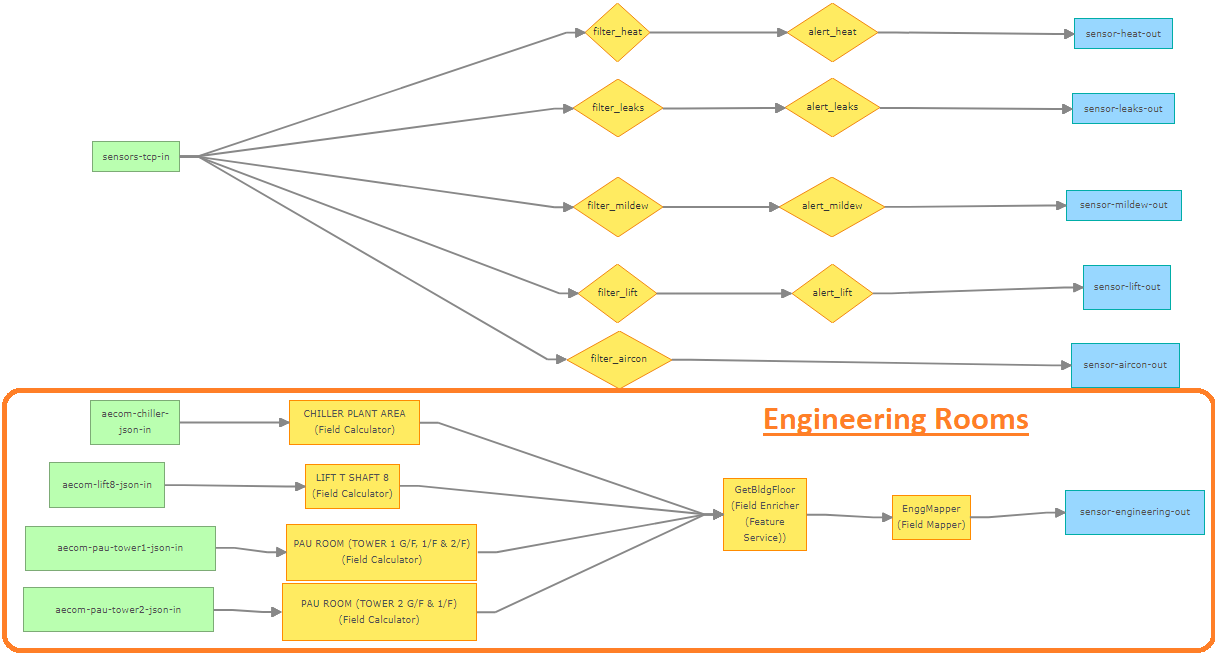 filter_heat
alert_heat
sensor-heat-out
filter_leaks
alert_leaks
sensor-leaks-out
sensors-tcp-in
filter_mildew
alert_mildew
sensor-mildew-out
filter_lift
alert_lift
sensor-lift-out
filter_aircon
sensor-aircon-out
Engineering Rooms
aecom-chiller-
json-in
CHILLER PLANT AREA
(Field Calculator)
aecom-lift8-json-in
LIFT T SHAFT 8
(Field Calculator)
aecom-pau-tower1-json-in
PAU ROOM (TOWER 1 G/F, 1/F & 2/F)
(Field Calculator)
aecom-pau-tower2-json-in
PAU ROOM (TOWER 2 G/F & 1/F)
(Field Calculator)
GetBldgFloor
(Field Enricher
(Feature
Service))
EnggMapper
(Field Mapper)
sensor-engineering-out